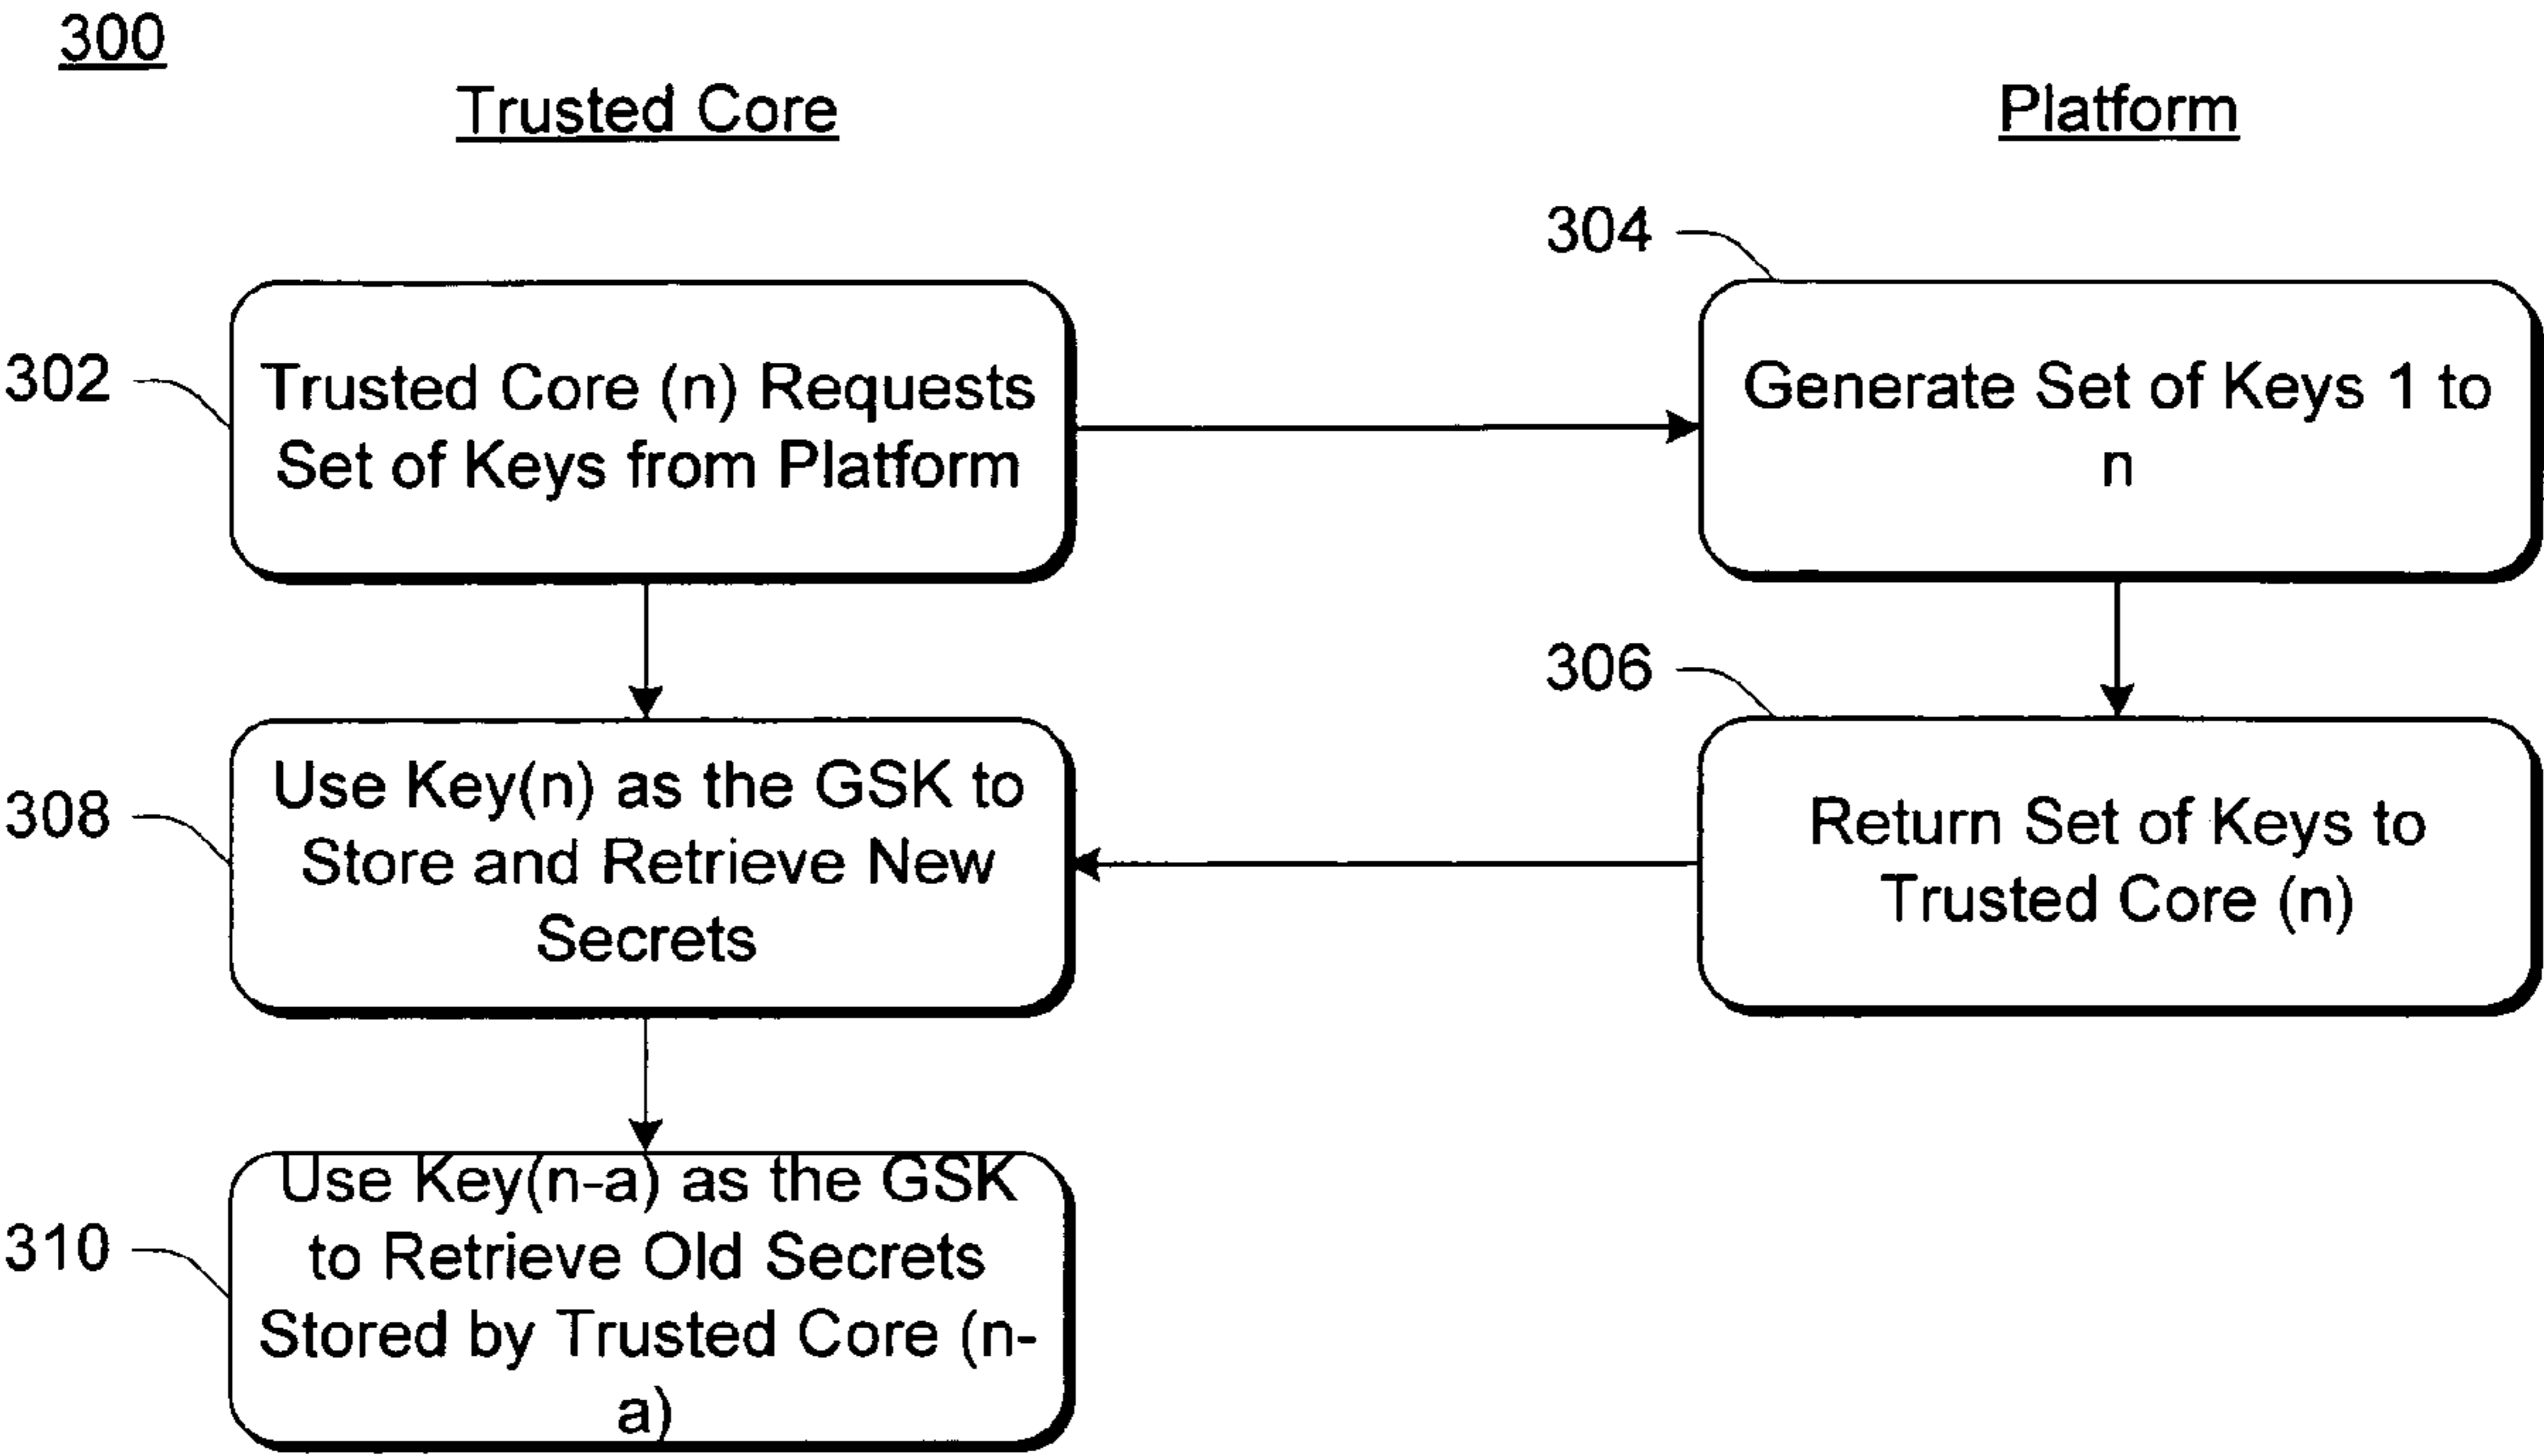 300
Trusted Core
Platform
302
Trusted Core (n) Requests
Set of Keys from Platform
304
Generate Set of Keys 1 to
n
306
Return Set of Keys to
Trusted Core (n)
308
Use Key(n) as the GSK to
Store and Retrieve New
Secrets
310
Use Key(n-a) as the GSK
to Retrieve Old Secrets
Stored by Trusted Core (n-
a)